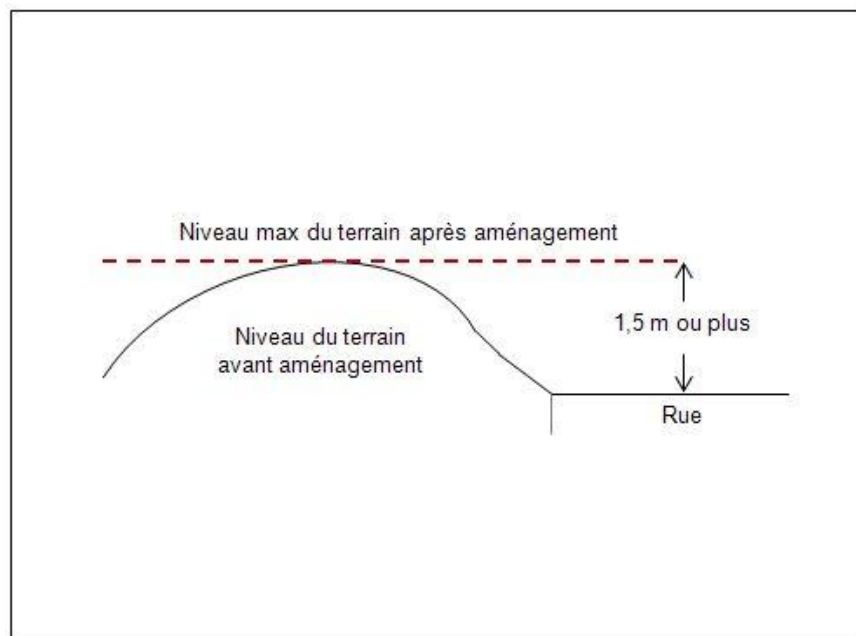 Niveau max du terrain après aménagement
Niveau du terrain
avant aménagement
1,5 m ou plus
Rue